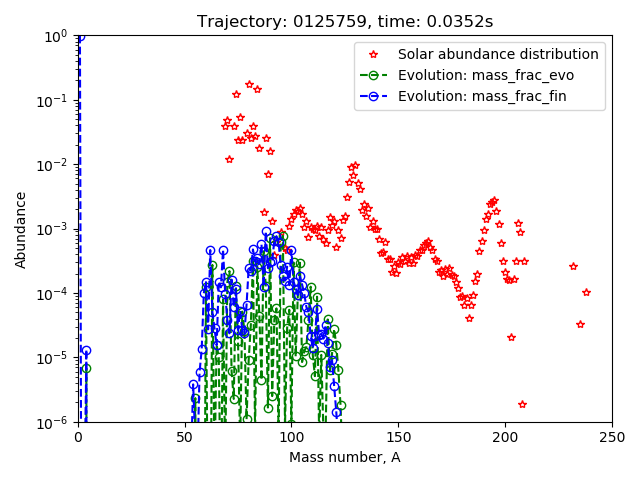 Trajectory: 0125759, time: 0.0352s
Solar abundance distribution
Evolution: mass_frac_evo
Evolution: mass_frac_fin
Abundance
10^0
10^-1
10^-2
10^-3
10^-4
10^-5
10^-6
0 50 100 150 200 250
Mass number, A